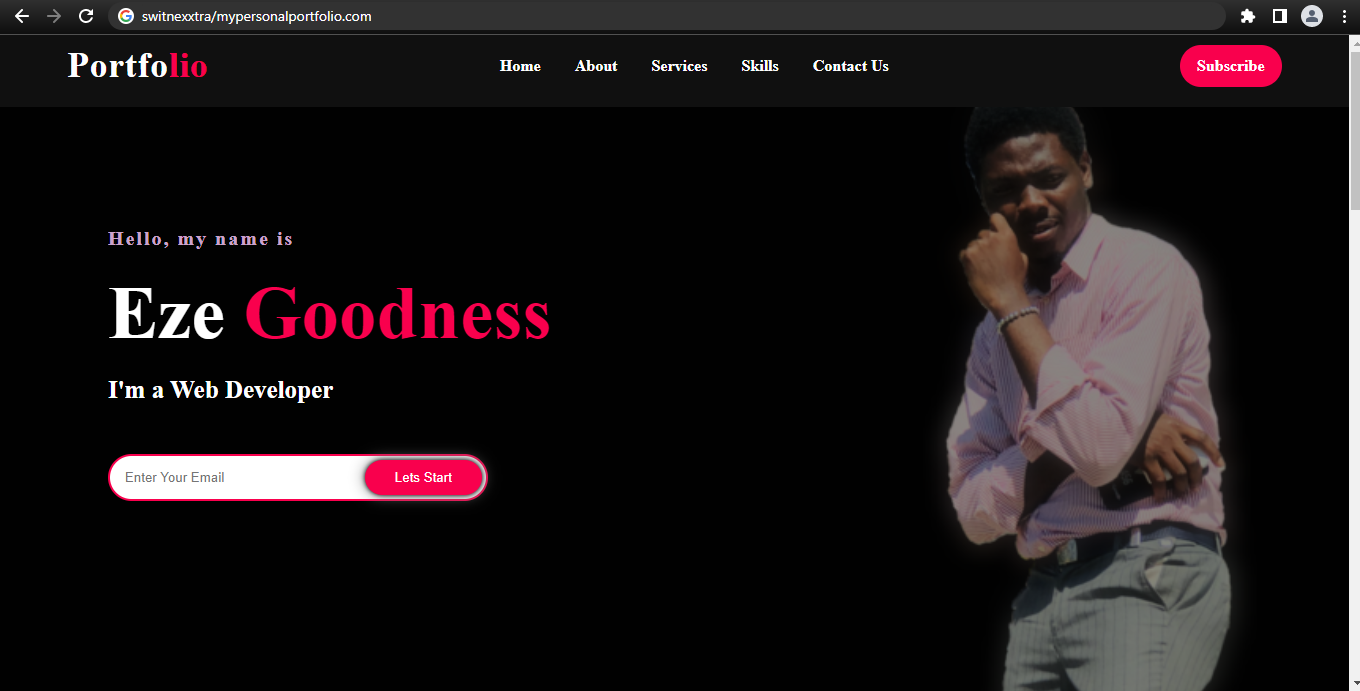 switnexxtra/mypersonalportfolio.com
Portfolio
Home About Services Skills Contact Us
Subscribe
Hello, my name is
Eze Goodness
I'm a Web Developer
Enter Your Email
Lets Start